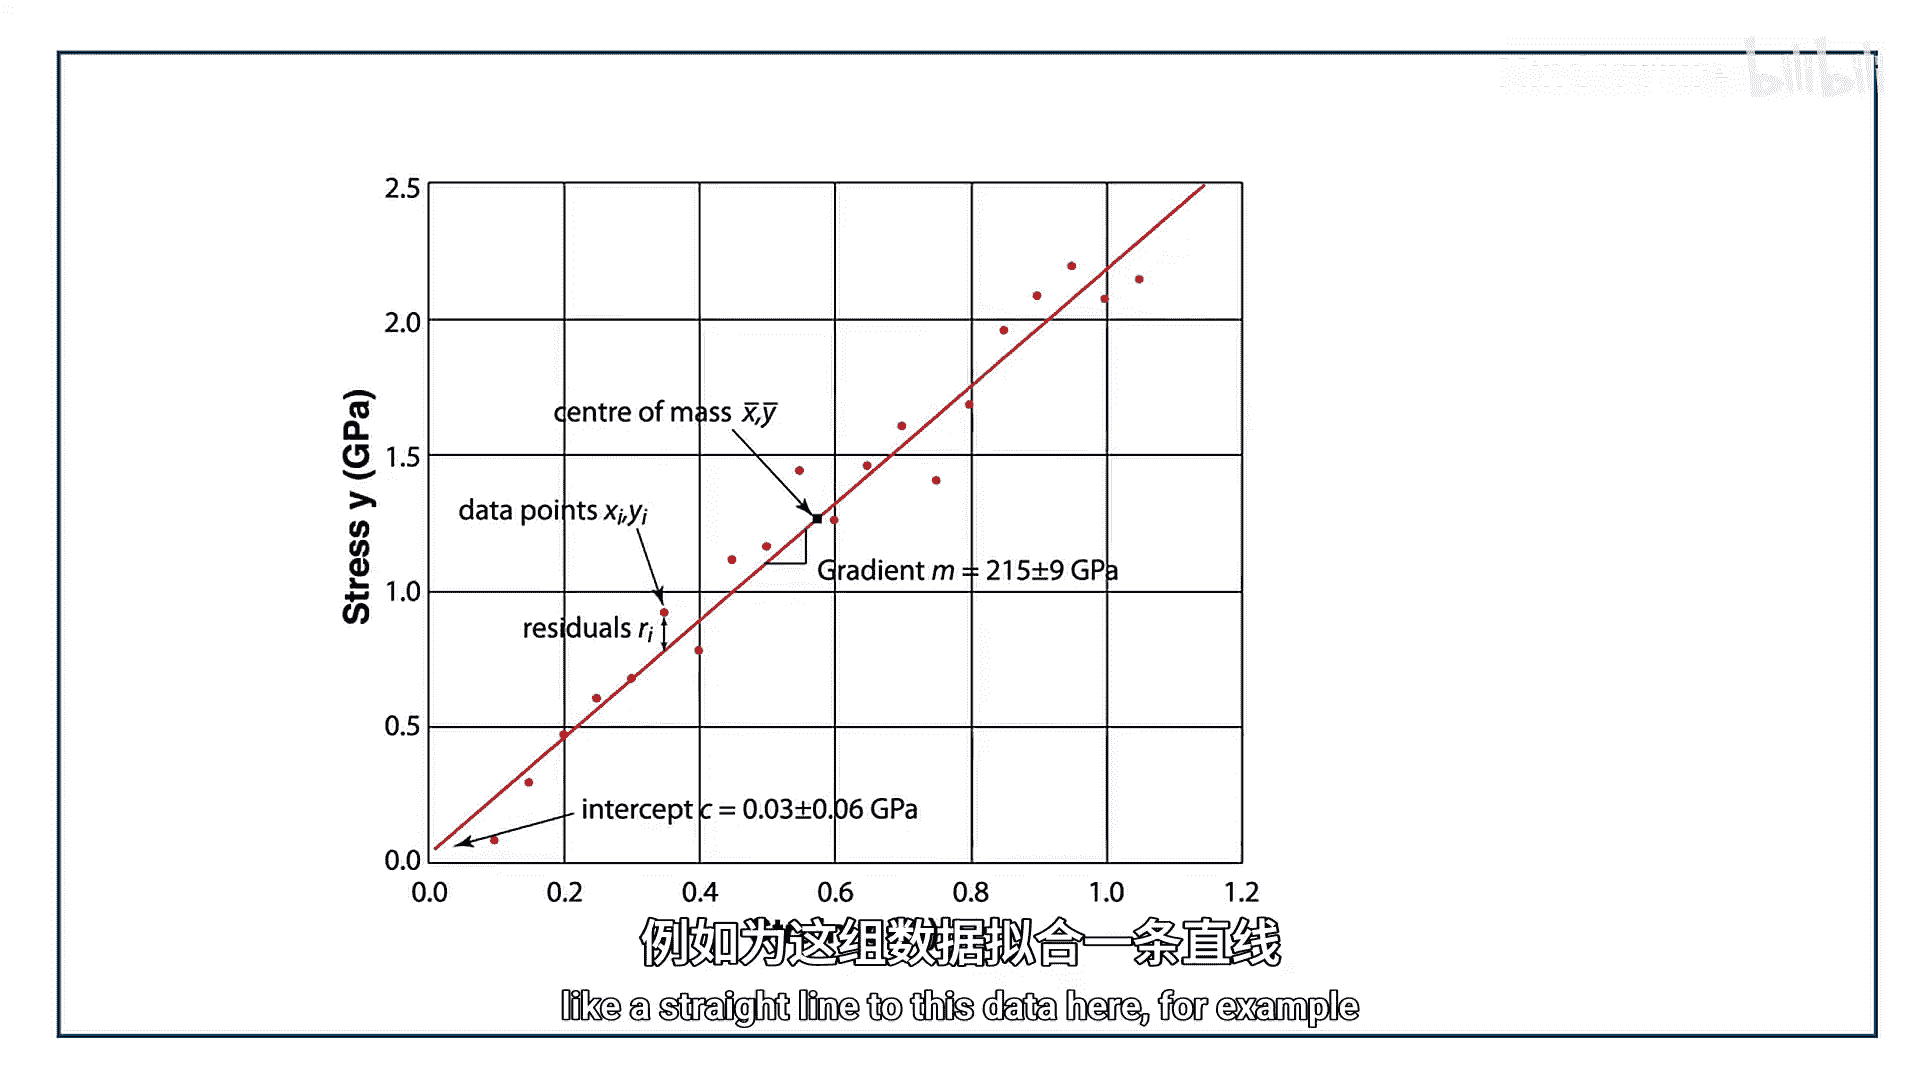 bilibili
2.5
2.0
centre of mass x̅,y̅
1.5
data points xᵢ,yᵢ
Gradient m = 215±9 GPa
1.0
residuals rᵢ
0.5
intercept c = 0.03±0.06 GPa
0.0
Stress y (GPa)
0.0 0.2 0.4 0.6 0.8 1.0 1.2
例如为这组数据拟合一条直线
like a straight line to this data here, for example